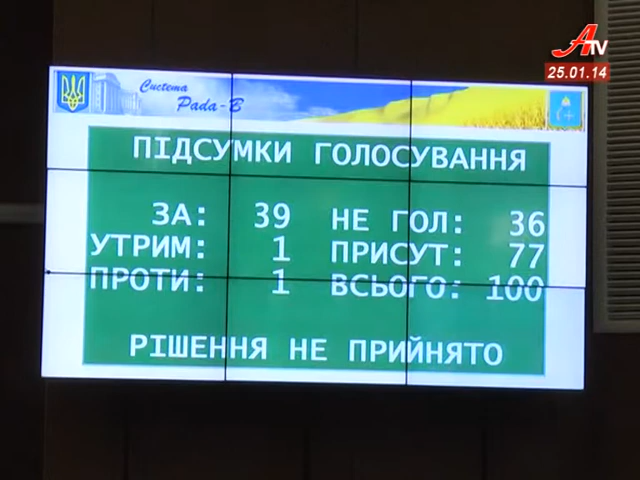 ATV
25.01.14
Система
Рада-В
ПІДСУМКИ ГОЛОСУВАННЯ
ЗА: 39 НЕ ГОЛ: 36
УТРИМ: 1 ПРИСУТ: 77
ПРОТИ: 1 ВСЬОГО: 100
РІШЕННЯ НЕ ПРИЙНЯТО